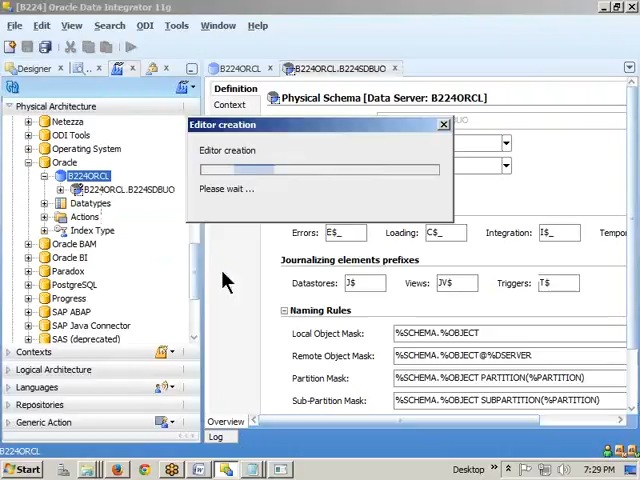 [B224] Oracle Data Integrator 11g
File Edit View Search ODI Tools Window Help
Designer
B224ORCL
B224ORCL.B224SDBUO
Physical Architecture
Netezza
ODI Tools
Operating System
Oracle
B224ORCL
B224ORCL.B224SDBUO
Datatypes
Actions
Index Type
Oracle BAM
Oracle BI
Paradox
PostgreSQL
Progress
SAP ABAP
SAP Java Connector
SAS (deprecated)
Contexts
Logical Architecture
Languages
Repositories
Generic Action
Definition
Context
Physical Schema [Data Server: B224ORCL]
Editor creation
Editor creation
Please wait ...
Errors: E$_ Loading: C$_ Integration: I$_ Tempo
Journalizing elements prefixes
Datastores: J$ Views: JV$ Triggers: T$
Naming Rules
Local Object Mask: %SCHEMA.%OBJECT
Remote Object Mask: %SCHEMA.%OBJECT@%DSERVER
Partition Mask: %SCHEMA.%OBJECT PARTITION(%PARTITION)
Sub-Partition Mask: %SCHEMA.%OBJECT SUBPARTITION(%PARTITION)
Overview
Log
B224ORCL
Start
Desktop
7:29 PM